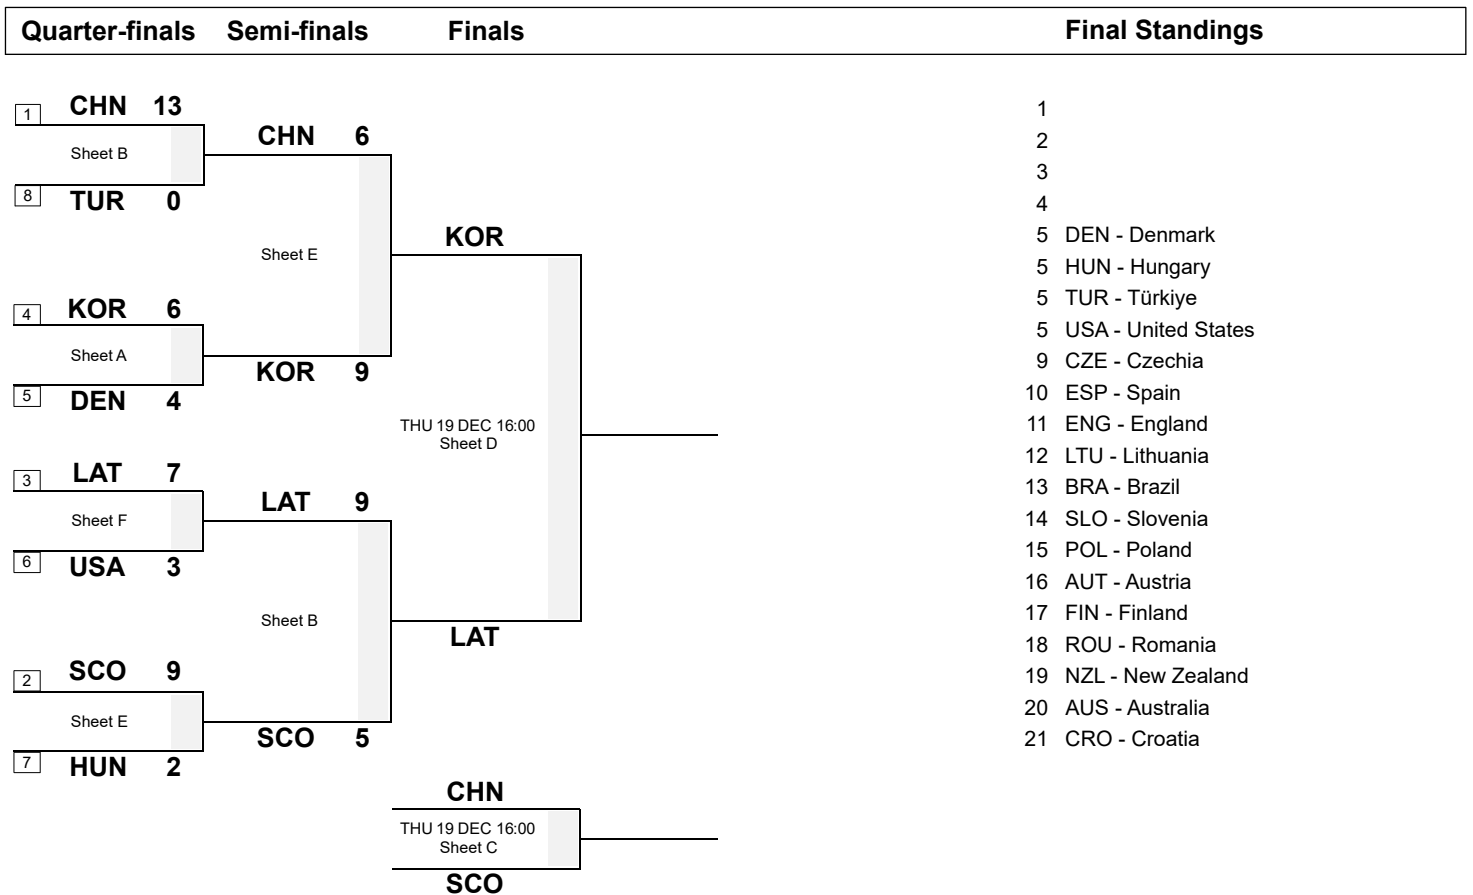 Quarter-finals Semi-finals Finals Final Standings
1 CHN 13
Sheet B
8 TUR 0
CHN 6
Sheet E
KOR 9
4 KOR 6
Sheet A
5 DEN 4
3 LAT 7
Sheet F
6 USA 3
LAT 9
Sheet B
SCO 5
2 SCO 9
Sheet E
7 HUN 2
KOR
THU 19 DEC 16:00
Sheet D
LAT
CHN
THU 19 DEC 16:00
Sheet C
SCO
1
2
3
4
5 DEN - Denmark
5 HUN - Hungary
5 TUR - Türkiye
5 USA - United States
9 CZE - Czechia
10 ESP - Spain
11 ENG - England
12 LTU - Lithuania
13 BRA - Brazil
14 SLO - Slovenia
15 POL - Poland
16 AUT - Austria
17 FIN - Finland
18 ROU - Romania
19 NZL - New Zealand
20 AUS - Australia
21 CRO - Croatia